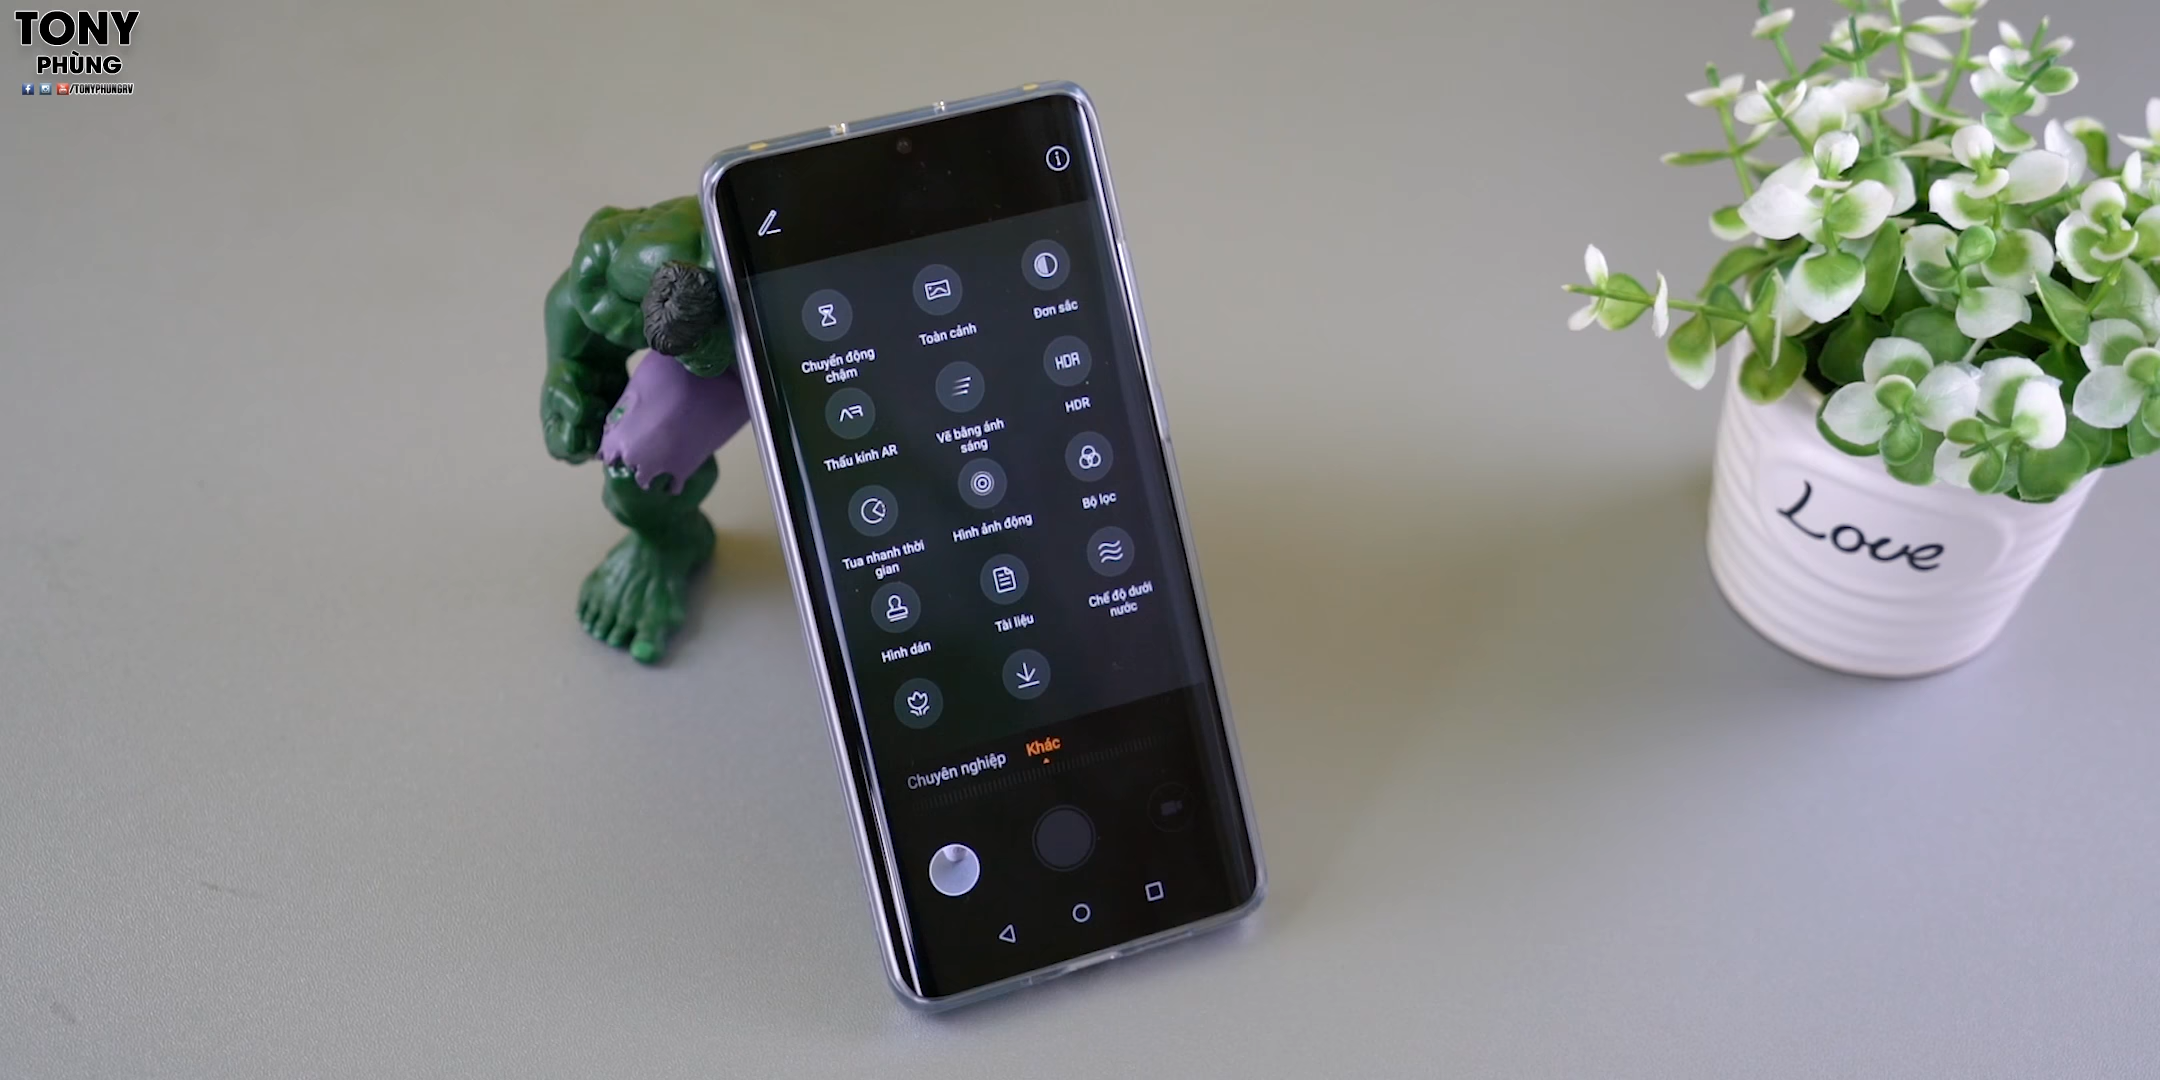 TONY
PHÙNG
/TONYPHUNGRV
Chuyển động
chậm
Toàn cảnh
Đơn sắc
AR
Thấu kính AR
Vẽ bằng ánh
sáng
HDR
HDR
Tua nhanh thời
gian
Hình ảnh động
Bộ lọc
Hình dán
Tài liệu
Chế độ dưới
nước
Chuyên nghiệp
Khác
Love